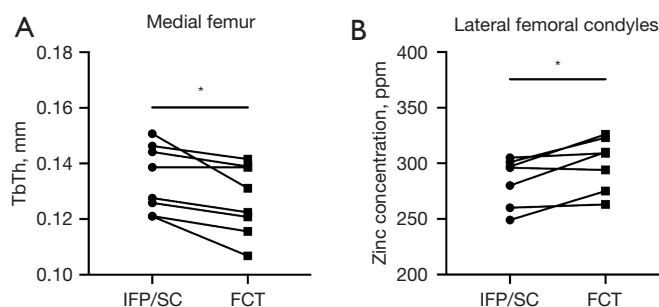 A
Medial femur
0.18
0.16
0.14
0.12
0.10
TbTh, mm
*
IFP/SC
FCT
B
Lateral femoral condyles
400
350
300
250
200
Zinc concentration, ppm
*
IFP/SC
FCT